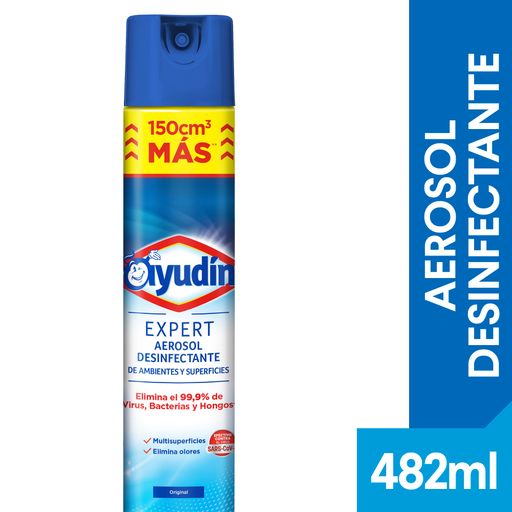 150cm³
MÁS
Ayudín
EXPERT
AEROSOL
DESINFECTANTE
DE AMBIENTES Y SUPERFICIES
Elimina el 99,9% de
Virus, Bacterias y Hongos
✓ Multisuperficies
✓ Elimina olores
SARS-CoV-
Original
AEROSOL
DESINFECTANTE
482ml